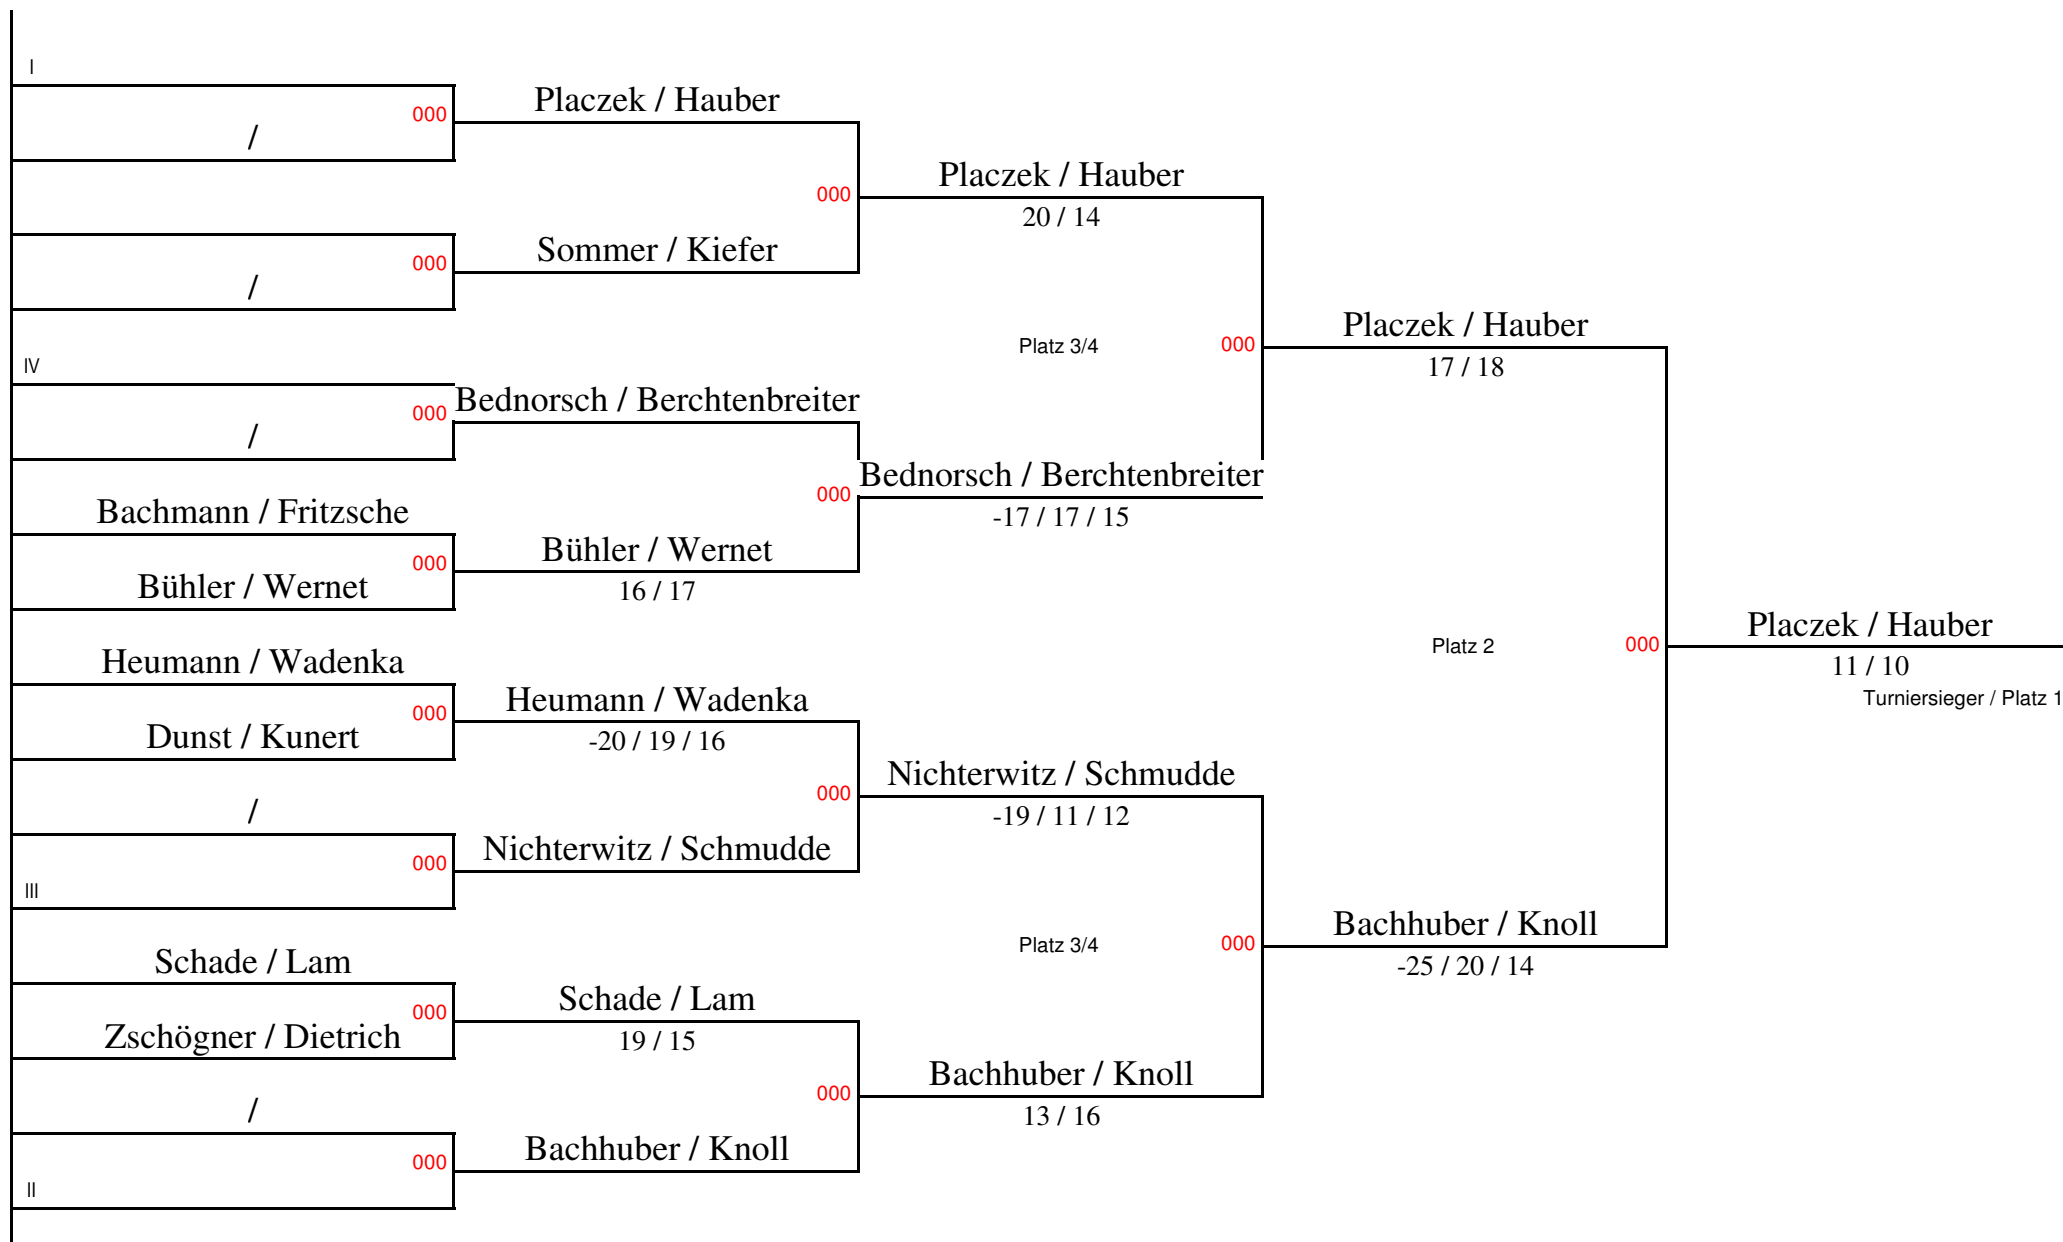 I
000
/
Placzek / Hauber
000
Placzek / Hauber
20 / 14
000
/
Sommer / Kiefer
Platz 3/4
000
Placzek / Hauber
17 / 18
IV
000
/
Bednorsch / Berchtenbreiter
000
Bednorsch / Berchtenbreiter
-17 / 17 / 15
Bachmann / Fritzsche
000
Bühler / Wernet
Bühler / Wernet
16 / 17
Platz 2
000
Placzek / Hauber
11 / 10
Turniersieger / Platz 1
Heumann / Wadenka
000
Dunst / Kunert
Heumann / Wadenka
-20 / 19 / 16
000
Nichterwitz / Schmudde
-19 / 11 / 12
/
000
III
Nichterwitz / Schmudde
Platz 3/4
000
Bachhuber / Knoll
-25 / 20 / 14
Schade / Lam
000
Zschögner / Dietrich
Schade / Lam
19 / 15
000
Bachhuber / Knoll
13 / 16
/
000
II
Bachhuber / Knoll